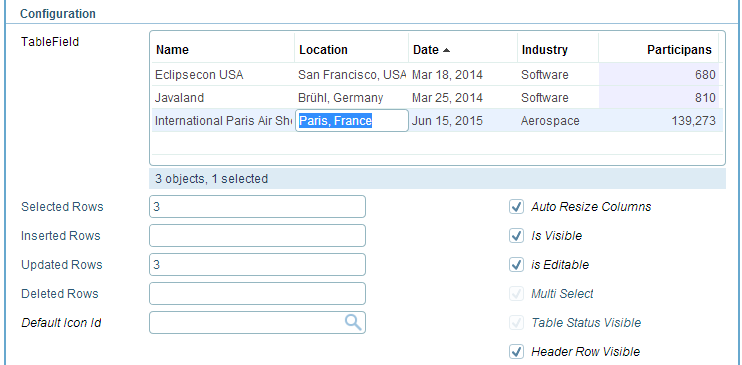 Configuration
TableField
Name Location Date Industry Participans
Eclipsecon USA San Francisco, USA Mar 18, 2014 Software 680
Javaland Brühl, Germany Mar 25, 2014 Software 810
International Paris Air Sho Paris, France Jun 15, 2015 Aerospace 139,273
3 objects, 1 selected
Selected Rows 3 Auto Resize Columns
Inserted Rows Is Visible
Updated Rows 3 is Editable
Deleted Rows Multi Select
Default Icon Id Table Status Visible
Header Row Visible